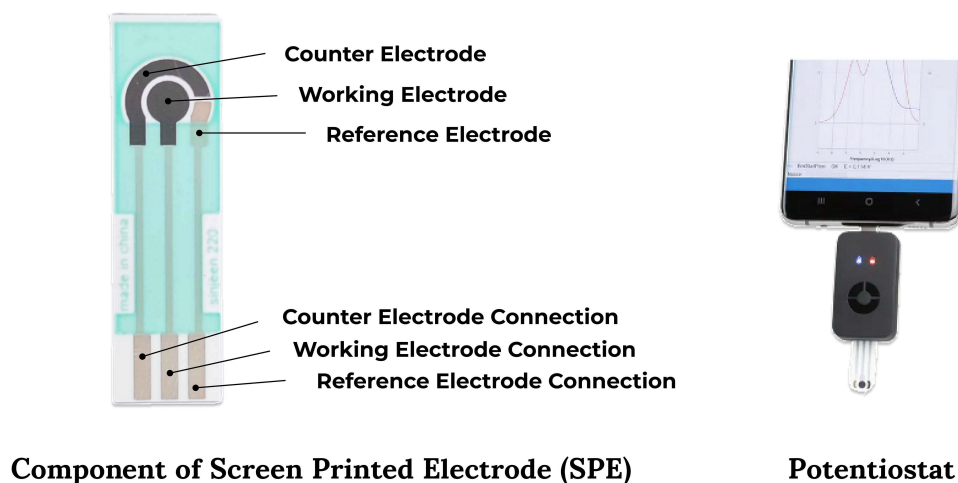 Counter Electrode
Working Electrode
Reference Electrode
made in china
sinjeen 220
Counter Electrode Connection
Working Electrode Connection
Reference Electrode Connection
Component of Screen Printed Electrode (SPE)
Potentiostat